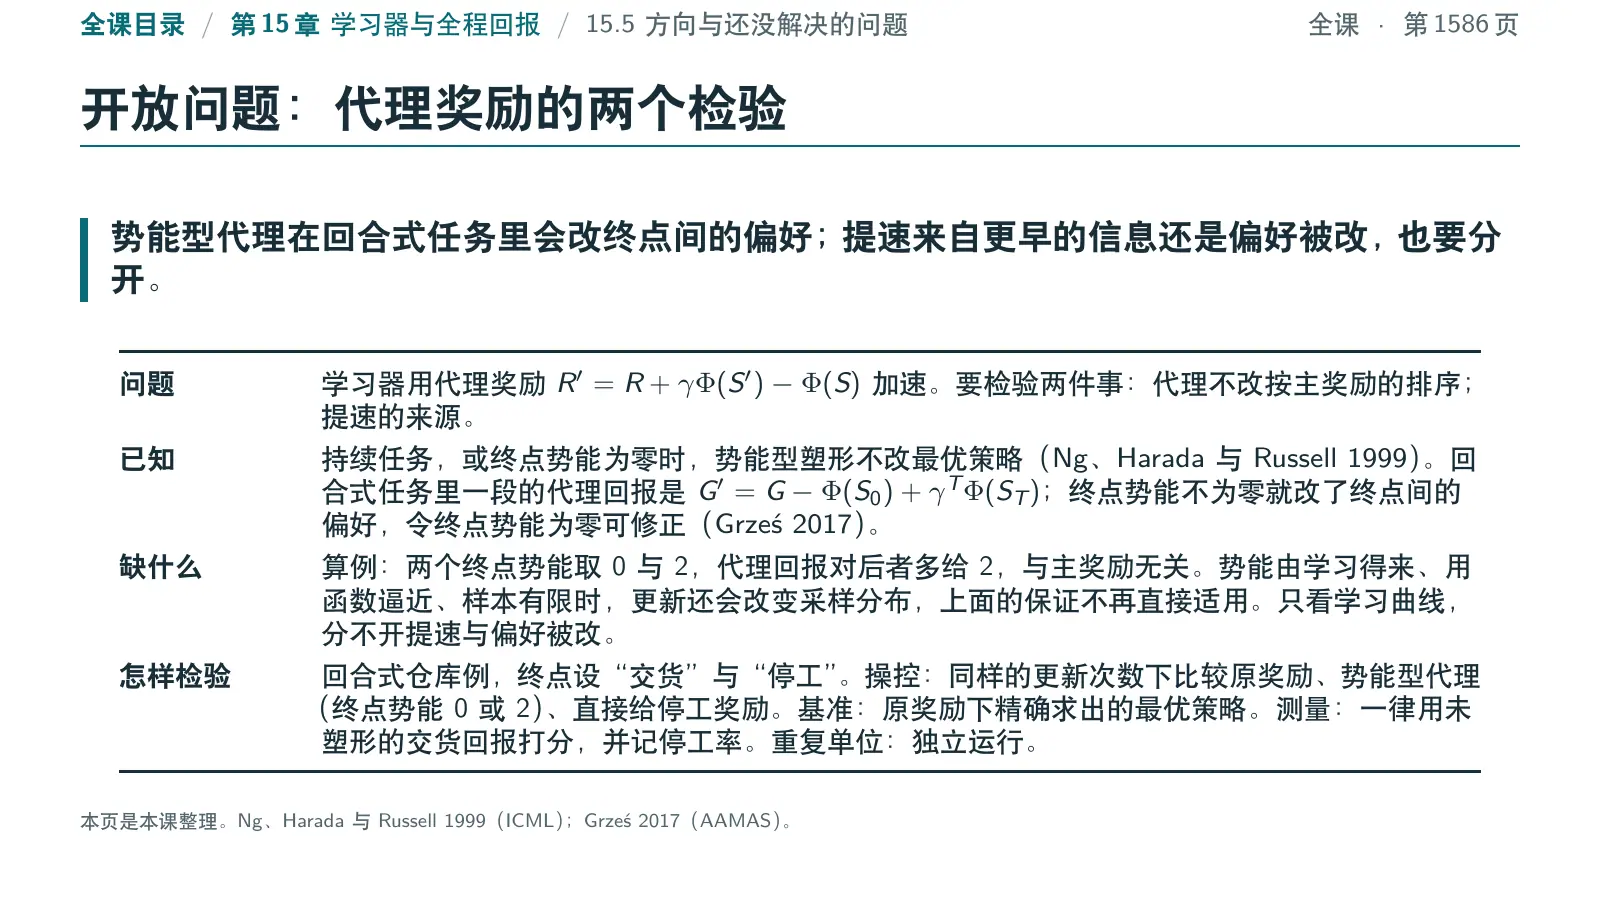 全课目录 / 第 15 章 学习器与全程回报 / 15.5 方向与还没解决的问题
全课 · 第 1586 页
开放问题：代理奖励的两个检验
势能型代理在回合式任务里会改终点间的偏好；提速来自更早的信息还是偏好被改，也要分
开。
问题
学习器用代理奖励 R′ = R + γΦ(S′) − Φ(S) 加速。要检验两件事：代理不改按主奖励的排序；
提速的来源。
已知
持续任务，或终点势能为零时，势能型塑形不改最优策略（Ng、Harada 与 Russell 1999）。回
合式任务里一段的代理回报是 G′ = G − Φ(S₀) + γᵀΦ(S_T)；终点势能不为零就改了终点间的
偏好，令终点势能为零可修正（Grześ 2017）。
缺什么
算例：两个终点势能取 0 与 2，代理回报对后者多给 2，与主奖励无关。势能由学习得来、用
函数逼近、样本有限时，更新还会改变采样分布，上面的保证不再直接适用。只看学习曲线，
分不开提速与偏好被改。
怎样检验
回合式仓库例，终点设 “交货” 与 “停工”。操控：同样的更新次数下比较原奖励、势能型代理
(终点势能 0 或 2)、直接给停工奖励。基准：原奖励下精确求出的最优策略。测量：一律用未
塑形的交货回报打分，并记停工率。重复单位：独立运行。
本页是本课整理。Ng、Harada 与 Russell 1999（ICML）；Grześ 2017（AAMAS）。